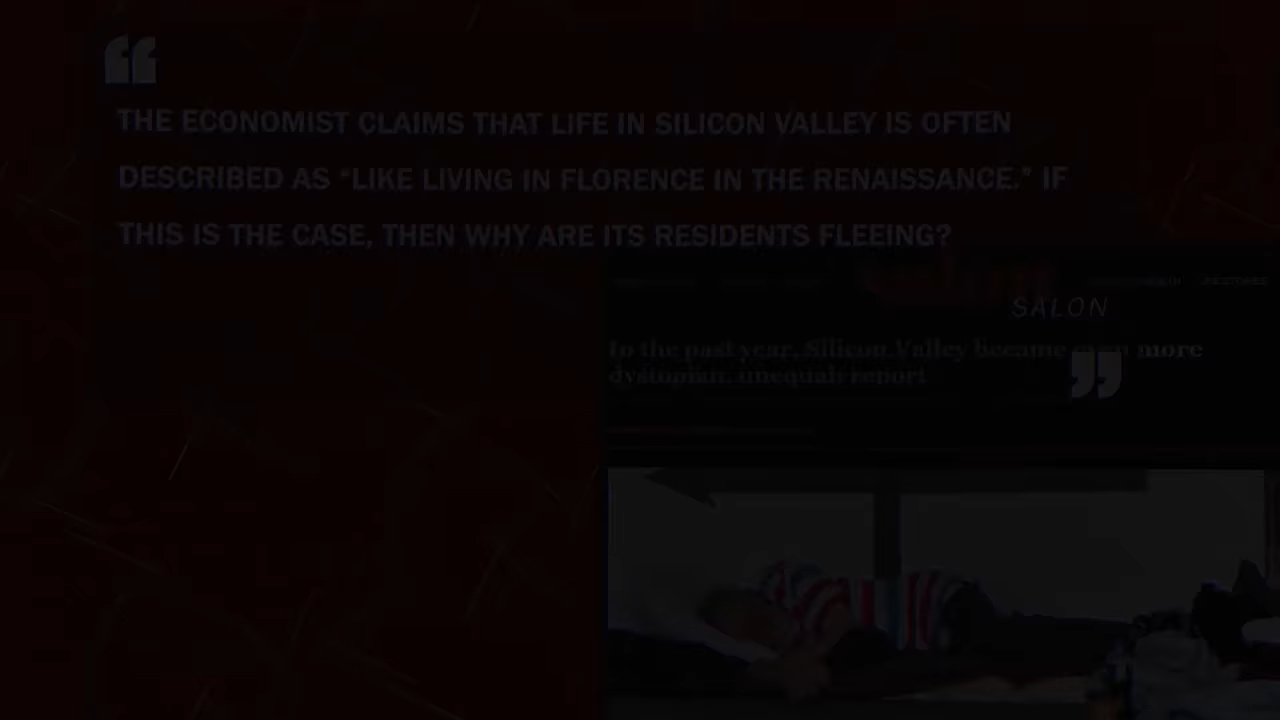 THE ECONOMIST CLAIMS THAT LIFE IN SILICON VALLEY IS OFTEN
DESCRIBED AS “LIKE LIVING IN FLORENCE IN THE RENAISSANCE.” IF
THIS IS THE CASE, THEN WHY ARE ITS RESIDENTS FLEEING?
SALON
In the past year, Silicon Valley became even more
dystopian, unequal: report